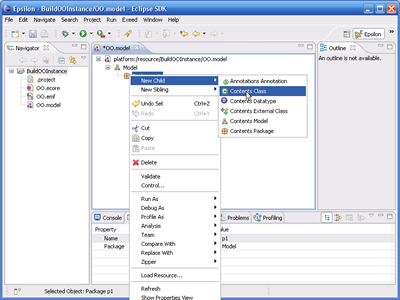 Epsilon - BuildOOInstance/OO.model - Eclipse SDK
File Edit Navigate Search Project Run Exeed Window Help
Epsilon
Navigator
*OO.model
Outline
BuildOOInstance
.project
OO.ecore
OO.emf
OO.model
platform:/resource/BuildOOInstance/OO.model
Model
An outline is not available.
New Child
New Sibling
Undo Set Ctrl+Z
Redo Ctrl+Y
Cut
Copy
Paste
Delete
Validate
Control...
Run As
Debug As
Profile As
Analysis
Team
Compare With
Replace With
Zipper
Load Resource...
Refresh
Show Properties View
Annotations Annotation
Contents Class
Contents Datatype
Contents External Class
Contents Model
Contents Package
Console
Problems
Profiling
Property
Name
Package
p1
Model
Selected Object: Package p1